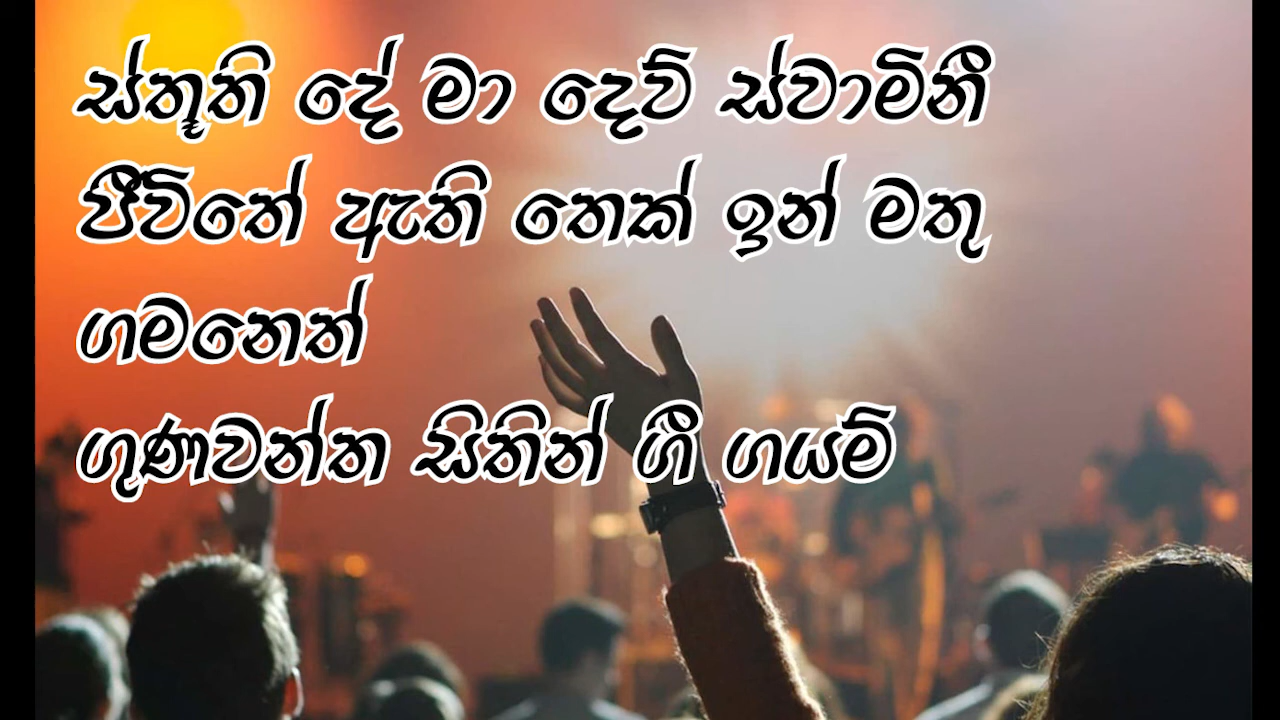 ස්තූති දේ මා දෙව් ස්වාමිනී
ජීවිතේ ඇති තෙක් ඉන් මතු
ගමනෙත්
ගුණවන්ත සිතින් ගී ගයම්